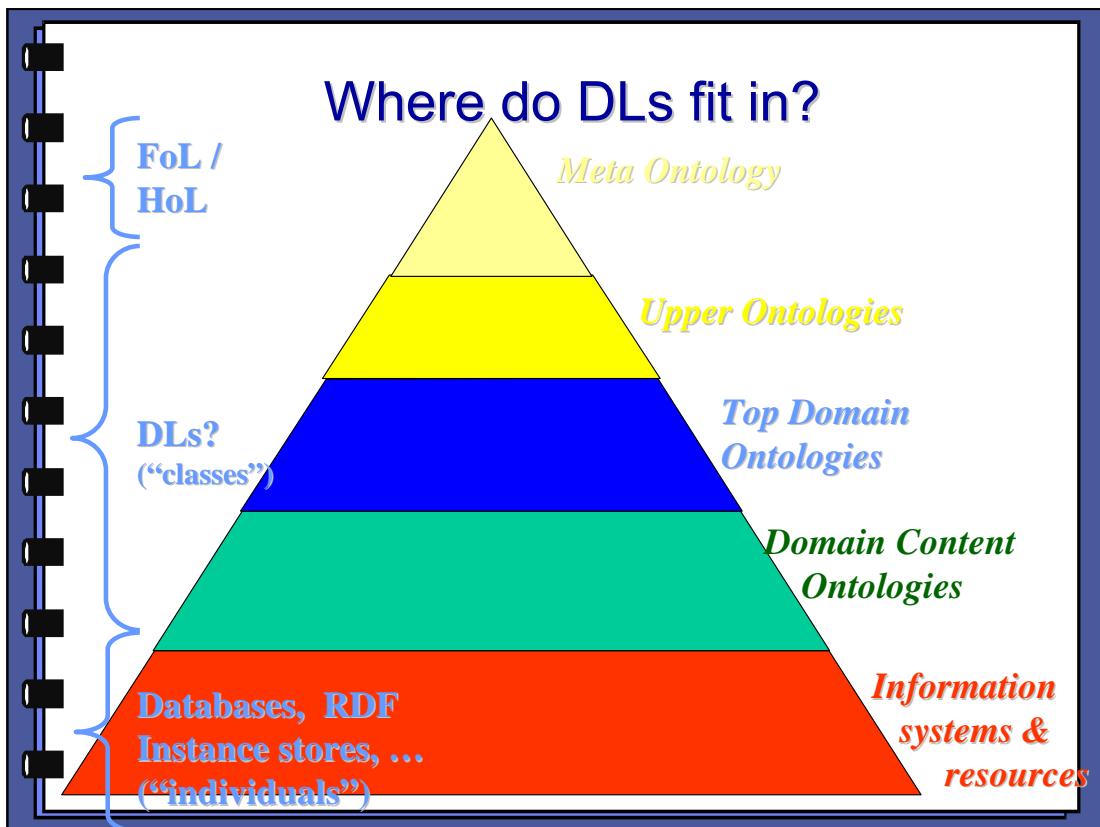 Where do DLs fit in?
FoL /
HoL
Meta Ontology
Upper Ontologies
DLs?
(“classes”)
Top Domain
Ontologies
Domain Content
Ontologies
Databases, RDF
Instance stores, …
(“individuals”)
Information
systems &
resources